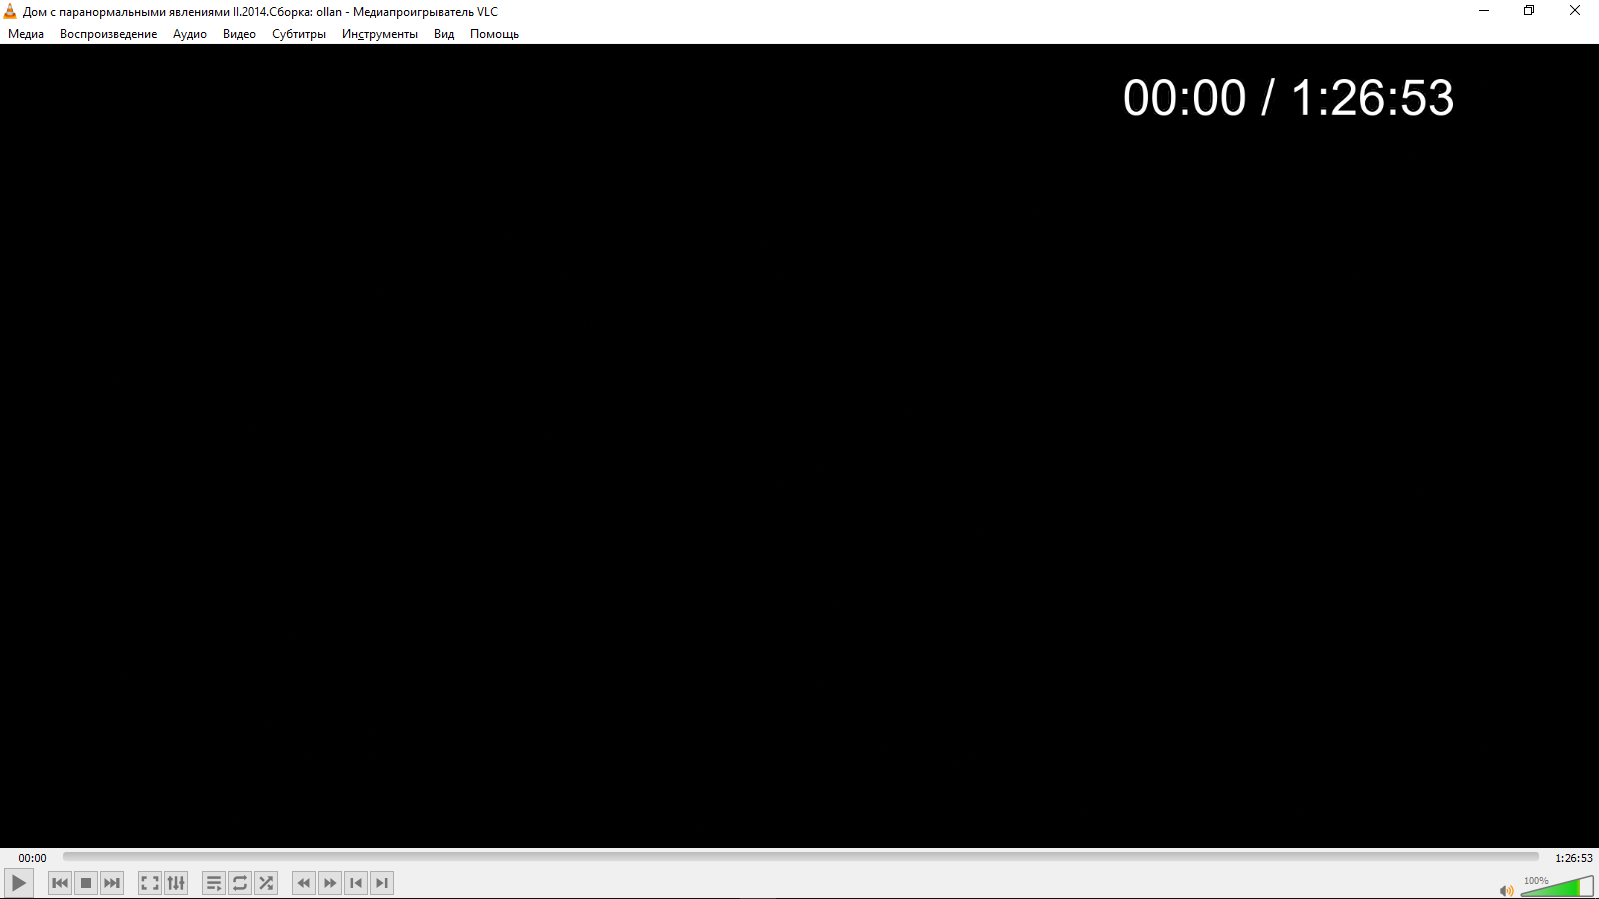 Дом с паранормальными явлениями II.2014.Сборка: ollan - Медиапроигрыватель VLC
Медиа Воспроизведение Аудио Видео Субтитры Инструменты Вид Помощь
00:00 / 1:26:53
00:00 1:26:53
100%